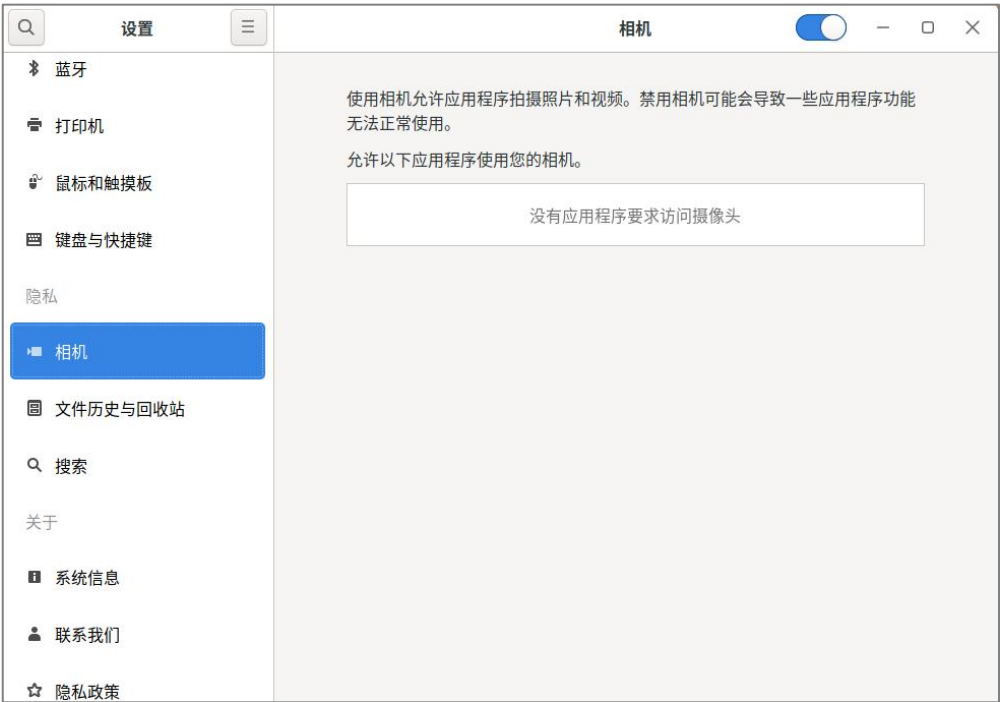 设置
相机
蓝牙
打印机
鼠标和触摸板
键盘与快捷键
隐私
相机
文件历史与回收站
搜索
关于
系统信息
联系我们
隐私政策
使用相机允许应用程序拍摄照片和视频。禁用相机可能会导致一些应用程序功能
无法正常使用。
允许以下应用程序使用您的相机。
没有应用程序要求访问摄像头